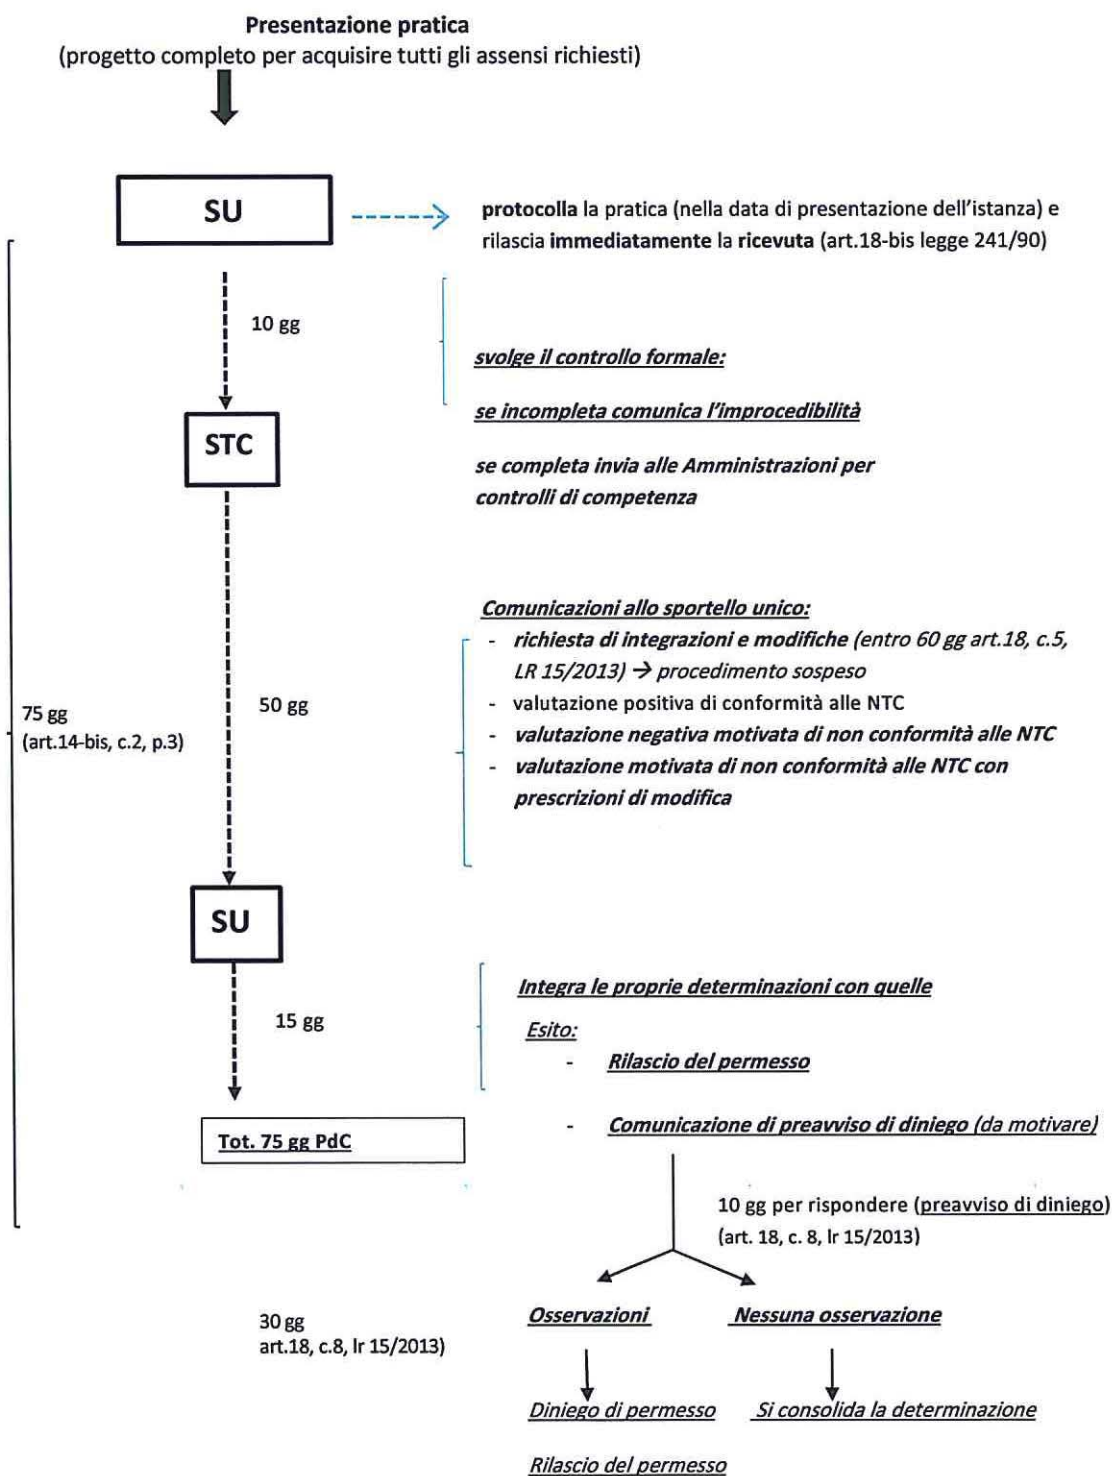 Presentazione pratica
(progetto completo per acquisire tutti gli assensi richiesti)
SU
protocolla la pratica (nella data di presentazione dell'istanza) e
rilascia immediatamente la ricevuta (art.18-bis legge 241/90)
10 gg
svolge il controllo formale:
se incompleta comunica l'improcedibilità
STC
se completa invia alle Amministrazioni per
controlli di competenza
Comunicazioni allo sportello unico:
- richiesta di integrazioni e modifiche (entro 60 gg art.18, c.5,
LR 15/2013) → procedimento sospeso
- valutazione positiva di conformità alle NTC
- valutazione negativa motivata di non conformità alle NTC
- valutazione motivata di non conformità alle NTC con
prescrizioni di modifica
50 gg
75 gg
(art.14-bis, c.2, p.3)
SU
15 gg
Integra le proprie determinazioni con quelle
Esito:
- Rilascio del permesso
- Comunicazione di preavviso di diniego (da motivare)
Tot. 75 gg PdC
10 gg per rispondere (preavviso di diniego)
(art. 18, c. 8, lr 15/2013)
30 gg
art.18, c.8, lr 15/2013)
Osservazioni Nessuna osservazione
Diniego di permesso Si consolida la determinazione
Rilascio del permesso